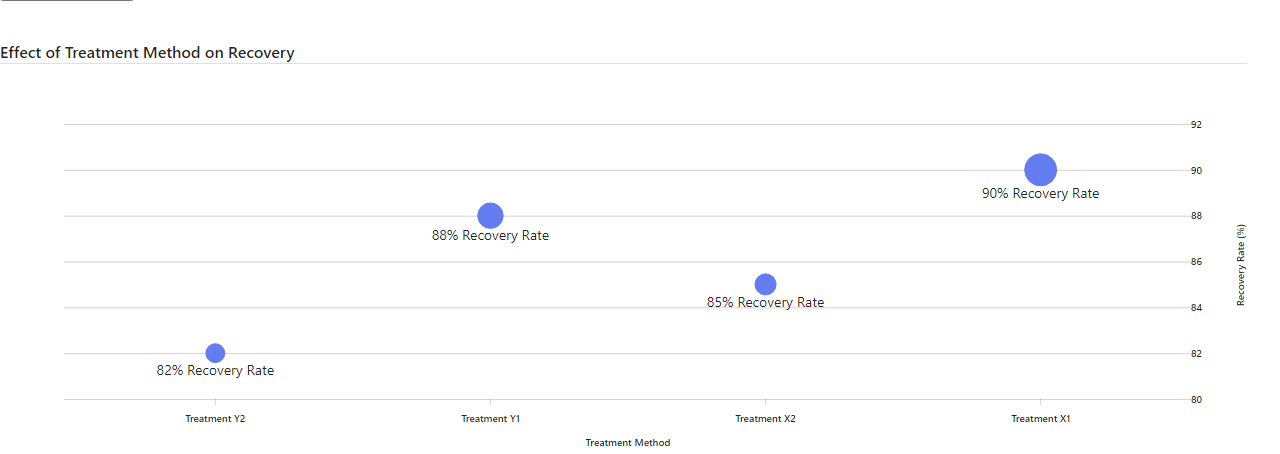 Effect of Treatment Method on Recovery
92
90
90% Recovery Rate
88
88% Recovery Rate
86
85% Recovery Rate
84
82
82% Recovery Rate
80
Recovery Rate (%)
Treatment Y2
Treatment Y1
Treatment X2
Treatment X1
Treatment Method